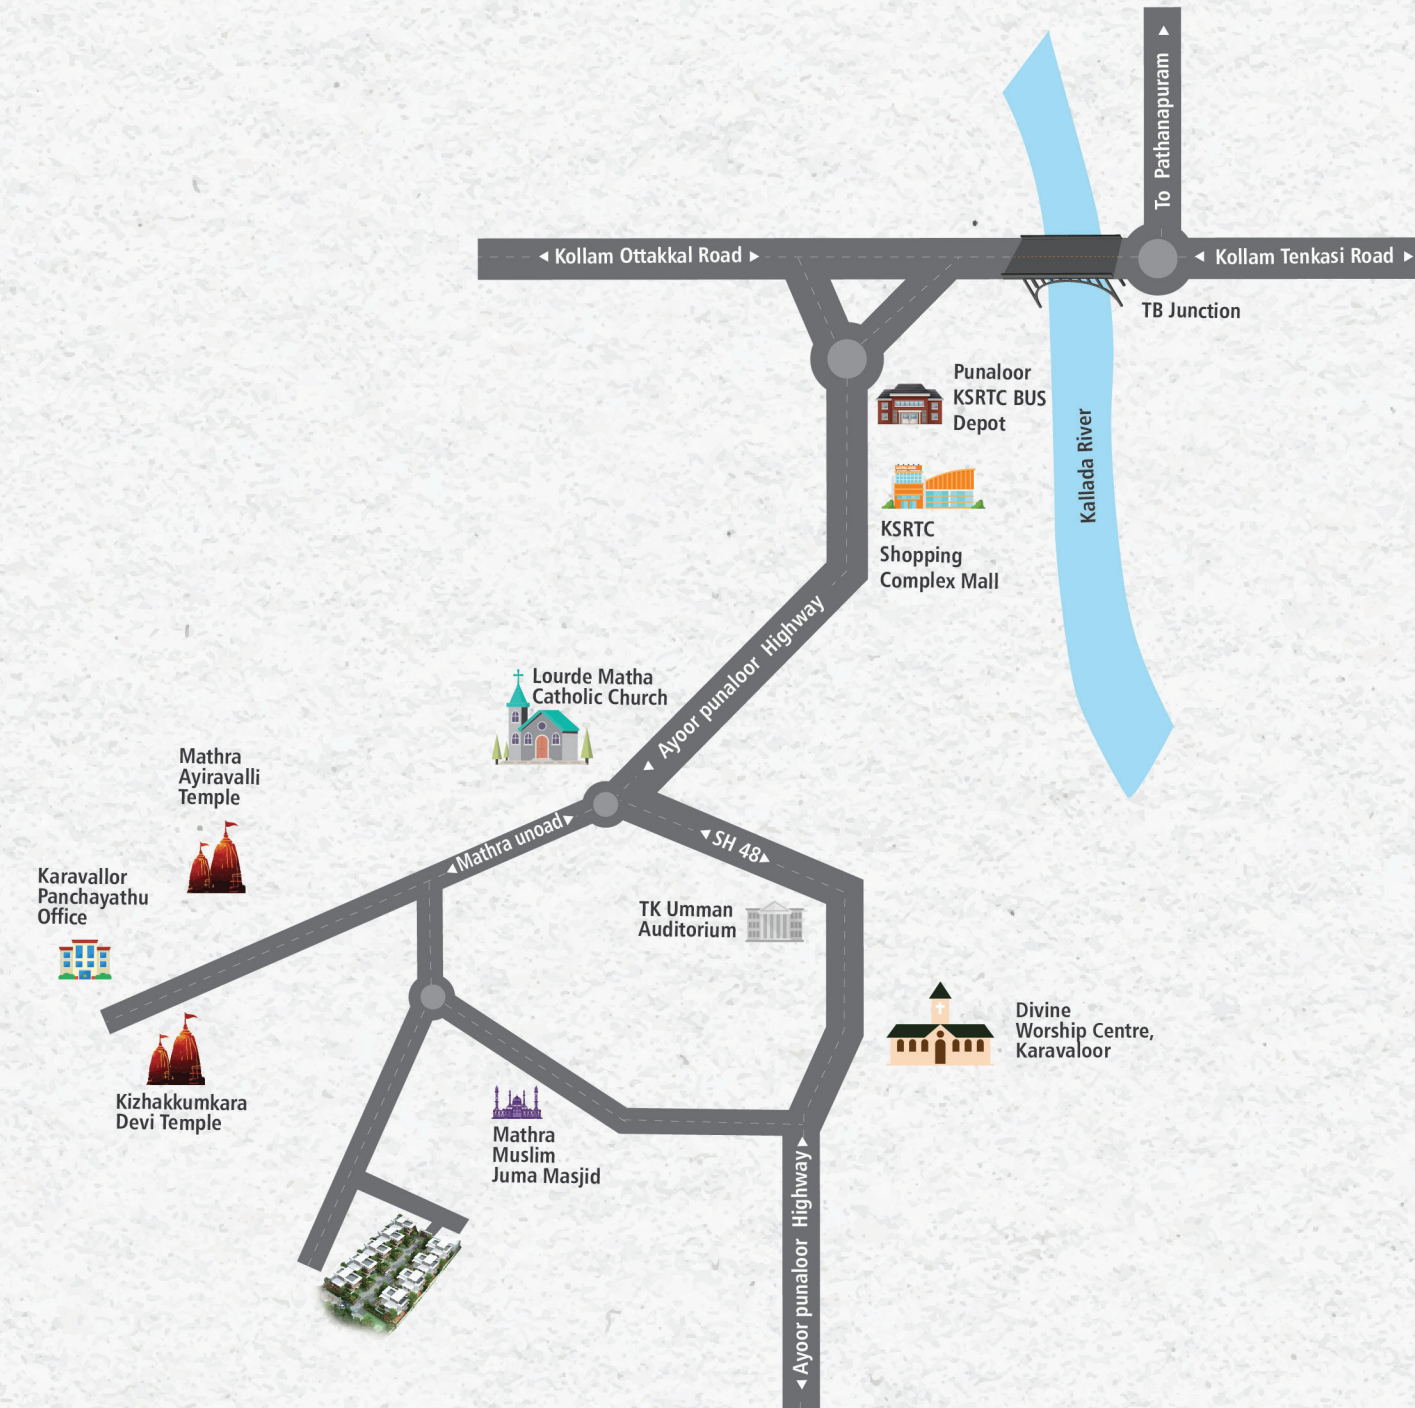 To Pathanapuram
Kollam Ottakkal Road
Kollam Tenkasi Road
TB Junction
Punaloor
KSRTC BUS
Depot
Kallada River
KSRTC
Shopping
Complex Mall
Ayoor punaloor Highway
Lourde Matha
Catholic Church
Mathra
Ayiravalli
Temple
Mathra unoad
SH 48
Karavallor
Panchayathu
Office
TK Umman
Auditorium
Divine
Worship Centre,
Karavaloor
Kizhakkumkara
Devi Temple
Mathra
Muslim
Juma Masjid
Ayoor punaloor Highway